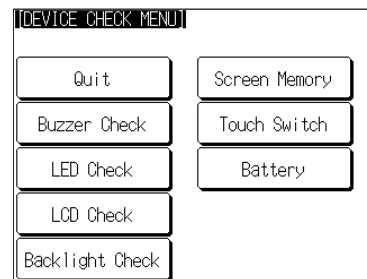 [DEVICE CHECK MENU]
Quit
Screen Memory
Buzzer Check
Touch Switch
LED Check
Battery
LCD Check
Backlight Check